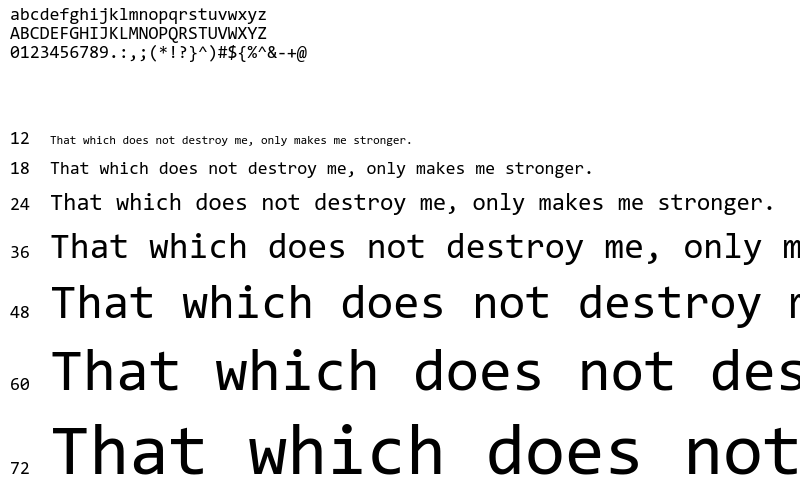 abcdefghijklmnopqrstuvwxyz
ABCDEFGHIJKLMNOPQRSTUVWXYZ
0123456789.:,;(*!?}^)#${%^&-+@
12 That which does not destroy me, only makes me stronger.
18 That which does not destroy me, only makes me stronger.
24 That which does not destroy me, only makes me stronger.
36 That which does not destroy me, only m
48 That which does not destroy
60 That which does not des
72 That which does not